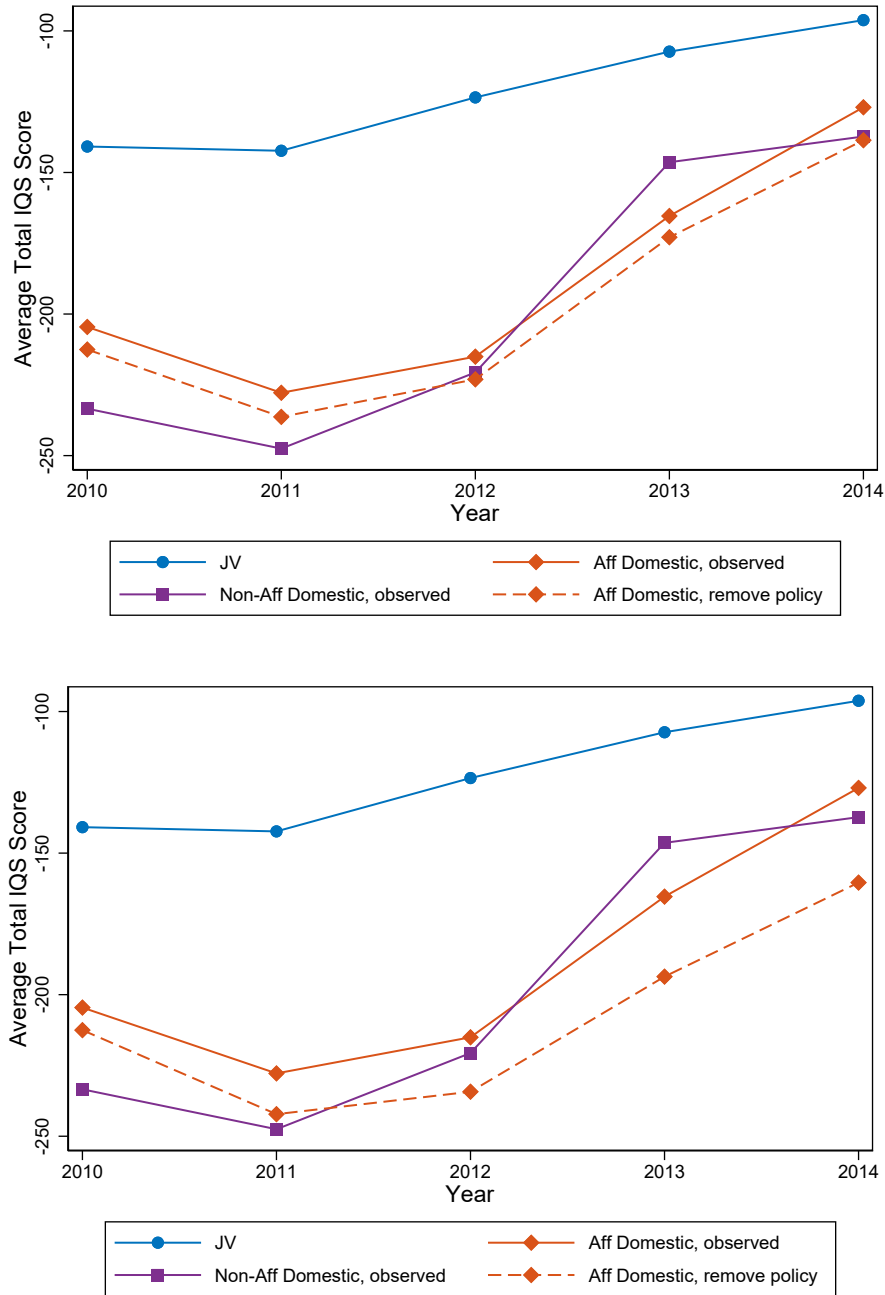 -100
-150
-200
-250
Average Total IQS Score
2010 2011 2012 2013 2014
Year
JV Aff Domestic, observed
Non-Aff Domestic, observed Aff Domestic, remove policy
-100
-150
-200
-250
Average Total IQS Score
2010 2011 2012 2013 2014
Year
JV Aff Domestic, observed
Non-Aff Domestic, observed Aff Domestic, remove policy